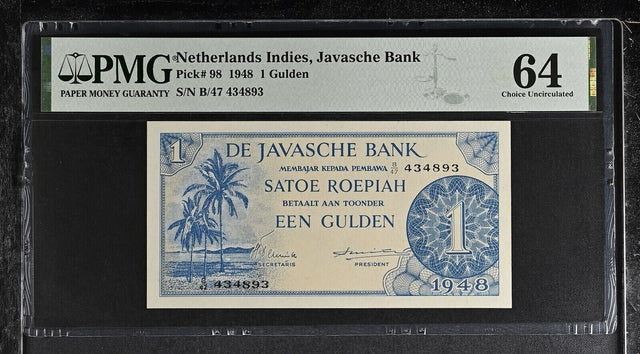 PMG
PAPER MONEY GUARANTY
Netherlands Indies, Javasche Bank
Pick# 98 1948 1 Gulden
S/N B/47 434893
64
Choice Uncirculated
1
DE JAVASCHE BANK
MEMBAJAR KEPADA PEMBAWA 434893
SATOE ROEPIAH
BETAALT AAN TOONDER
EEN GULDEN
1
SECRETARIS
PRESIDENT
434893
1948